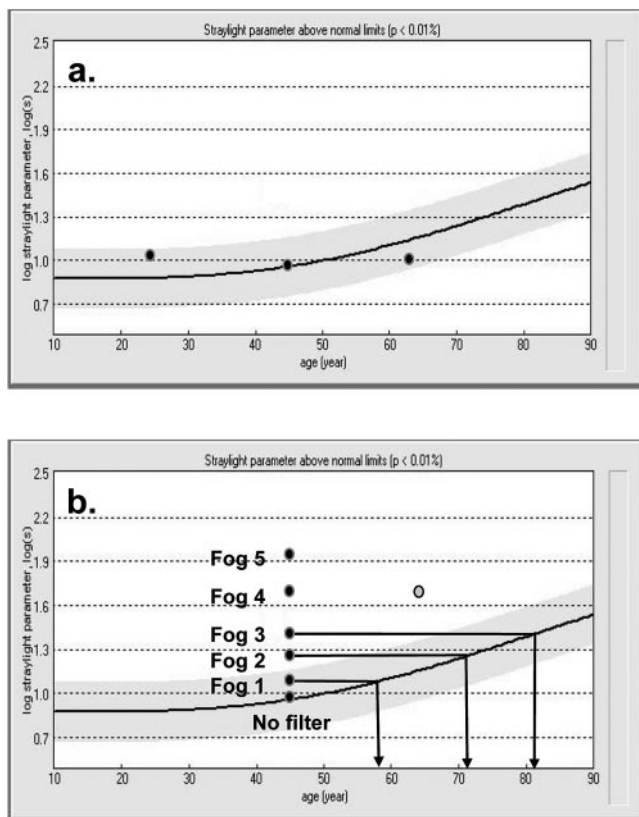 Straylight parameter above normal limits (p < 0.01%)
a.
log straylight parameter, log(s)
2.5
2.2
1.9
1.6
1.3
1.0
0.7
10 20 30 40 50 60 70 80 90
age (year)
Straylight parameter above normal limits (p < 0.01%)
b.
log straylight parameter, log(s)
2.5
2.2
1.9
1.6
1.3
1.0
0.7
Fog 5
Fog 4
Fog 3
Fog 2
Fog 1
No filter
10 20 30 40 50 60 70 80 90
age (year)